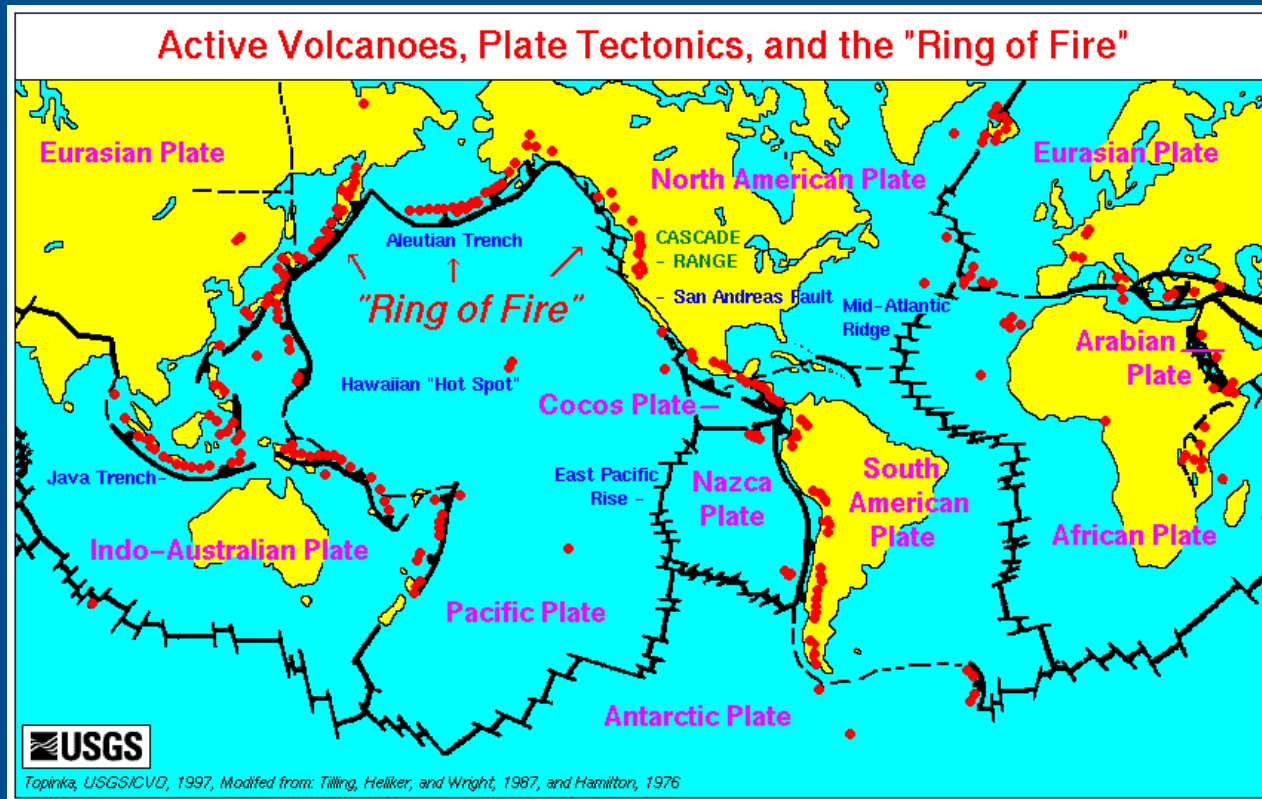 Active Volcanoes, Plate Tectonics, and the "Ring of Fire"
Eurasian Plate
North American Plate
Eurasian Plate
Aleutian Trench
CASCADE
- RANGE
"Ring of Fire"
- San Andreas Fault
Mid-Atlantic
Ridge
Arabian
Plate
Hawaiian "Hot Spot"
Cocos Plate
Java Trench-
East Pacific
Rise -
Nazca
Plate
South
American
Plate
Indo-Australian Plate
African Plate
Pacific Plate
Antarctic Plate
USGS
Topinka, USGS/CVO, 1997, Modifed from: Tilling, Heliker, and Wright, 1987, and Hamilton, 1976